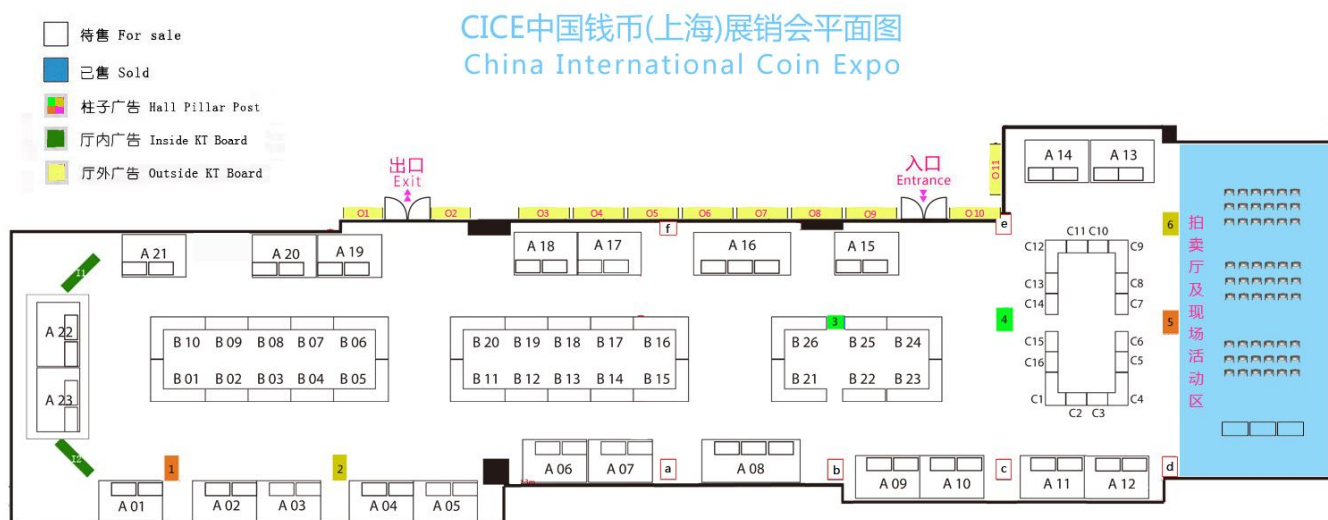 CICE中国钱币(上海)展销会平面图
China International Coin Expo
待售 For sale
已售 Sold
柱子广告 Hall Pillar Post
厅内广告 Inside KT Board
厅外广告 Outside KT Board
出口
Exit
入口
Entrance
O1
O2
O3
O4
O5
O6
O7
O8
O9
O10
O11
A 14
A 13
f
e
A 21
A 20
A 19
A 18
A 17
A 16
A 15
I1
A 22
A 23
I2
B 10
B 09
B 08
B 07
B 06
B 01
B 02
B 03
B 04
B 05
B 20
B 19
B 18
B 17
B 16
B 11
B 12
B 13
B 14
B 15
3
B 26
B 25
B 24
B 21
B 22
B 23
4
C11
C10
C12
C9
C13
C8
C14
C7
C15
C6
C16
C5
C1
C4
C2
C3
6
5
拍卖厅及现场活动区
1
2
A 01
A 02
A 03
A 04
A 05
A 06
A 07
a
A 08
b
A 09
A 10
c
A 11
A 12
d